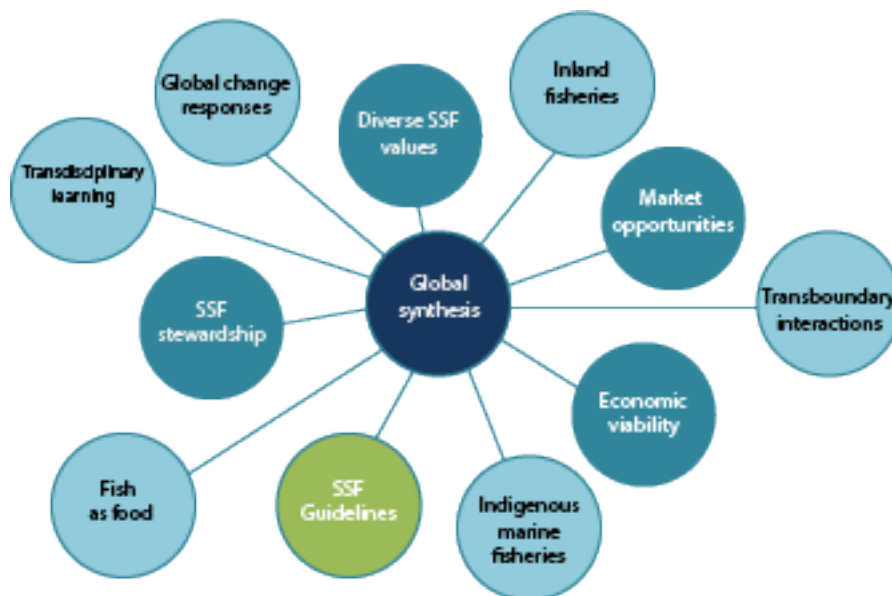 Global change
responses
Inland
fisheries
Diverse SSF
values
Transdisciplinary
learning
Market
opportunities
Global
synthesis
Transboundary
interactions
SSF
stewardship
Economic
viability
Fish
as food
SSF
Guidelines
Indigenous
marine
fisheries